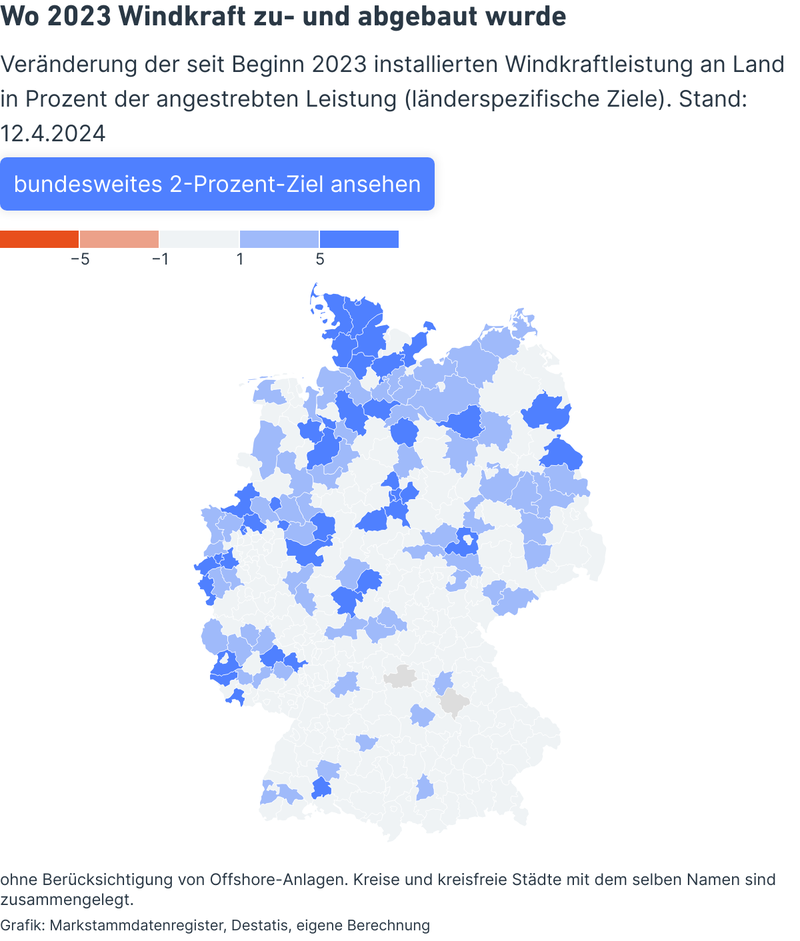 Wo 2023 Windkraft zu- und abgebaut wurde
Veränderung der seit Beginn 2023 installierten Windkraftleistung an Land
in Prozent der angestrebten Leistung (länderspezifische Ziele). Stand:
12.4.2024
bundesweites 2-Prozent-Ziel ansehen
−5 −1 1 5
ohne Berücksichtigung von Offshore-Anlagen. Kreise und kreisfreie Städte mit dem selben Namen sind
zusammengelegt.
Grafik: Markstammdatenregister, Destatis, eigene Berechnung